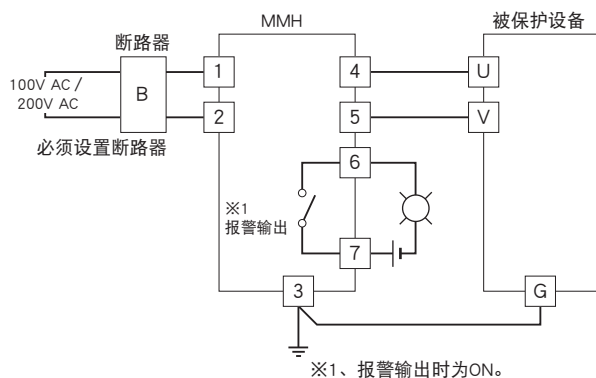 MMH
被保护设备
断路器
100V AC /
200V AC
B
1
2
4
5
U
V
必须设置断路器
6
※1
报警输出
7
3
G
※1、报警输出时为ON。